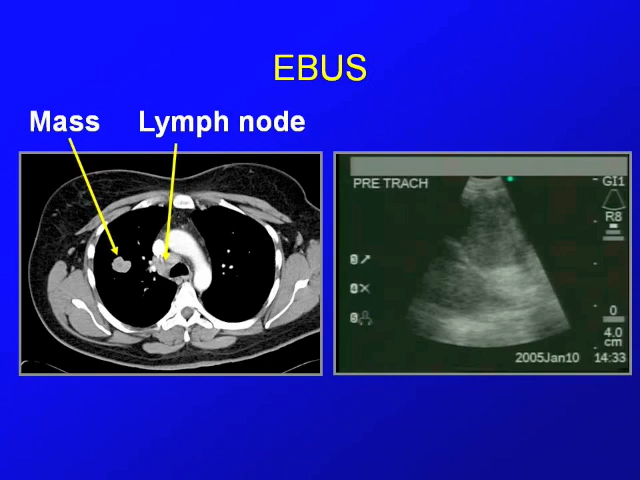 EBUS
Mass Lymph node
PRE TRACH
GI1
R8
0
4.0
cm
2005Jan10 14:33